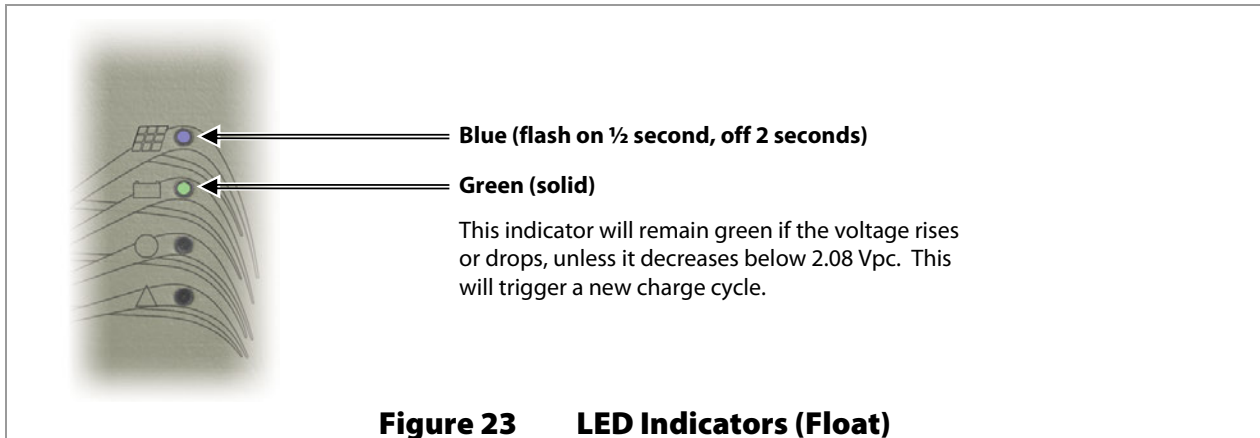 Blue (flash on ½ second, off 2 seconds)
Green (solid)
This indicator will remain green if the voltage rises
or drops, unless it decreases below 2.08 Vpc.  This
will trigger a new charge cycle.
Figure 23 LED Indicators (Float)